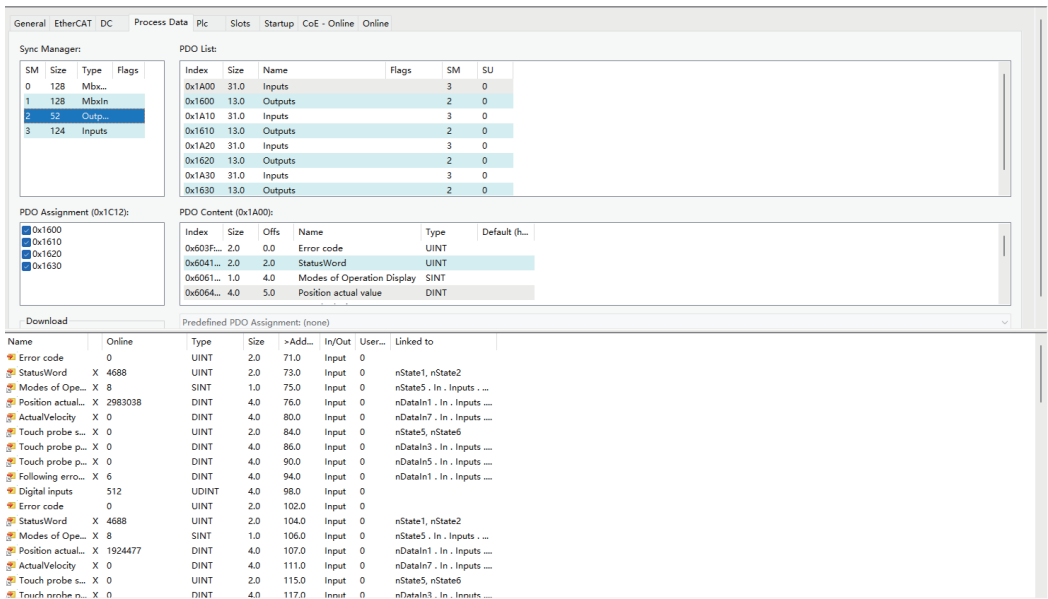 General EtherCAT DC Process Data Plc Slots Startup CoE - Online Online
Sync Manager:
SM Size Type Flags
0 128 Mbx...
1 128 MbxIn
2 52 Outp...
3 124 Inputs
PDO List:
Index Size Name Flags SM SU
0x1A00 31.0 Inputs 3 0
0x1600 13.0 Outputs 2 0
0x1A10 31.0 Inputs 3 0
0x1610 13.0 Outputs 2 0
0x1A20 31.0 Inputs 3 0
0x1620 13.0 Outputs 2 0
0x1A30 31.0 Inputs 3 0
0x1630 13.0 Outputs 2 0
PDO Assignment (0x1C12):
0x1600
0x1610
0x1620
0x1630
PDO Content (0x1A00):
Index Size Offs Name Type Default (h...
0x603F:... 2.0 0.0 Error code UINT
0x6041... 2.0 2.0 StatusWord UINT
0x6061... 1.0 4.0 Modes of Operation Display SINT
0x6064... 4.0 5.0 Position actual value DINT
Download
Predefined PDO Assignment: (none)
Name Online Type Size >Add... In/Out User... Linked to
Error code 0 UINT 2.0 71.0 Input 0
StatusWord X 4688 UINT 2.0 73.0 Input 0 nState1, nState2
Modes of Ope... X 8 SINT 1.0 75.0 Input 0 nState5 . In . Inputs . ...
Position actual... X 2983038 DINT 4.0 76.0 Input 0 nDataIn1 . In . Inputs ....
ActualVelocity X 0 DINT 4.0 80.0 Input 0 nDataIn7 . In . Inputs ....
Touch probe s... X 0 UINT 2.0 84.0 Input 0 nState5, nState6
Touch probe p... X 0 DINT 4.0 86.0 Input 0 nDataIn3 . In . Inputs ....
Touch probe p... X 0 DINT 4.0 90.0 Input 0 nDataIn5 . In . Inputs ....
Following erro... X 6 DINT 4.0 94.0 Input 0 nDataIn1 . In . Inputs ....
Digital inputs 512 UDINT 4.0 98.0 Input 0
Error code 0 UINT 2.0 102.0 Input 0
StatusWord X 4688 UINT 2.0 104.0 Input 0 nState1, nState2
Modes of Ope... X 8 SINT 1.0 106.0 Input 0 nState5 . In . Inputs . ...
Position actual... X 1924477 DINT 4.0 107.0 Input 0 nDataIn1 . In . Inputs ....
ActualVelocity X 0 DINT 4.0 111.0 Input 0 nDataIn7 . In . Inputs ....
Touch probe s... X 0 UINT 2.0 115.0 Input 0 nState5, nState6
Touch probe p... X 0 DINT 4.0 117.0 Input 0 nDataIn3 . In . Inputs ....